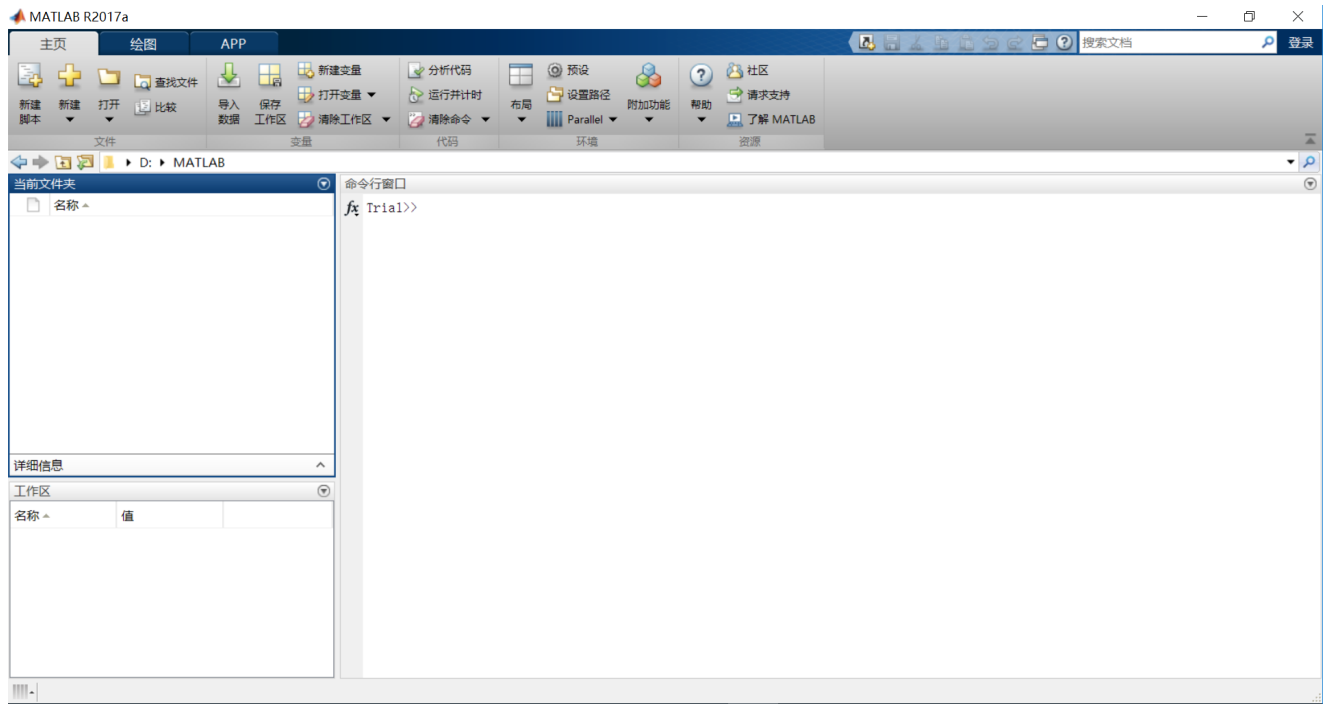 MATLAB R2017a
主页 绘图 APP 搜索文档 登录
新建脚本 新建 打开 查找文件 比较 导入数据 保存工作区 新建变量 打开变量 清除工作区 分析代码 运行并计时 清除命令 布局 预设 设置路径 Parallel 附加功能 帮助 社区 请求支持 了解 MATLAB
文件 变量 代码 环境 资源
D: MATLAB
当前文件夹 命令行窗口
名称 fx Trial>>
详细信息
工作区
名称 值